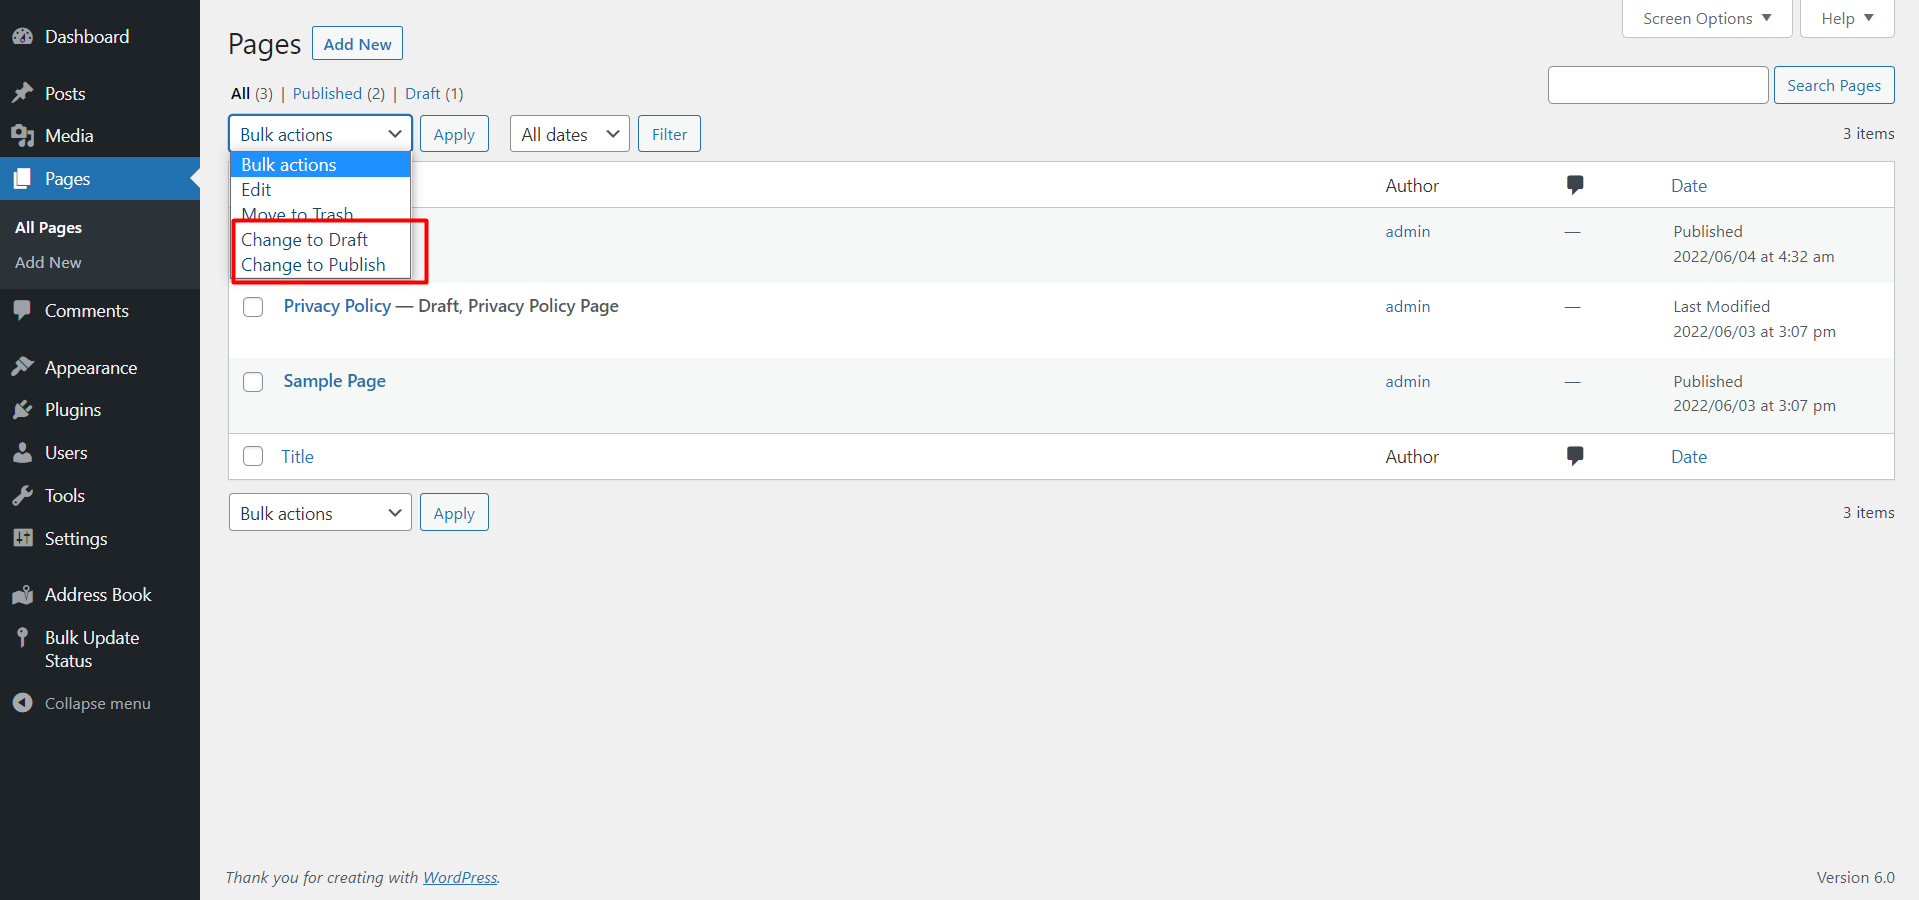 Dashboard
Posts
Media
Pages
All Pages
Add New
Comments
Appearance
Plugins
Users
Tools
Settings
Address Book
Bulk Update
Status
Collapse menu
Screen Options
Help
Pages
Add New
All (3) | Published (2) | Draft (1)
Search Pages
Bulk actions
Apply
All dates
Filter
3 items
Bulk actions
Edit
Move to Trash
Change to Draft
Change to Publish
Author
Date
admin
—
Published
2022/06/04 at 4:32 am
Privacy Policy — Draft, Privacy Policy Page
admin
—
Last Modified
2022/06/03 at 3:07 pm
Sample Page
admin
—
Published
2022/06/03 at 3:07 pm
Title
Author
Date
Bulk actions
Apply
3 items
Thank you for creating with WordPress.
Version 6.0